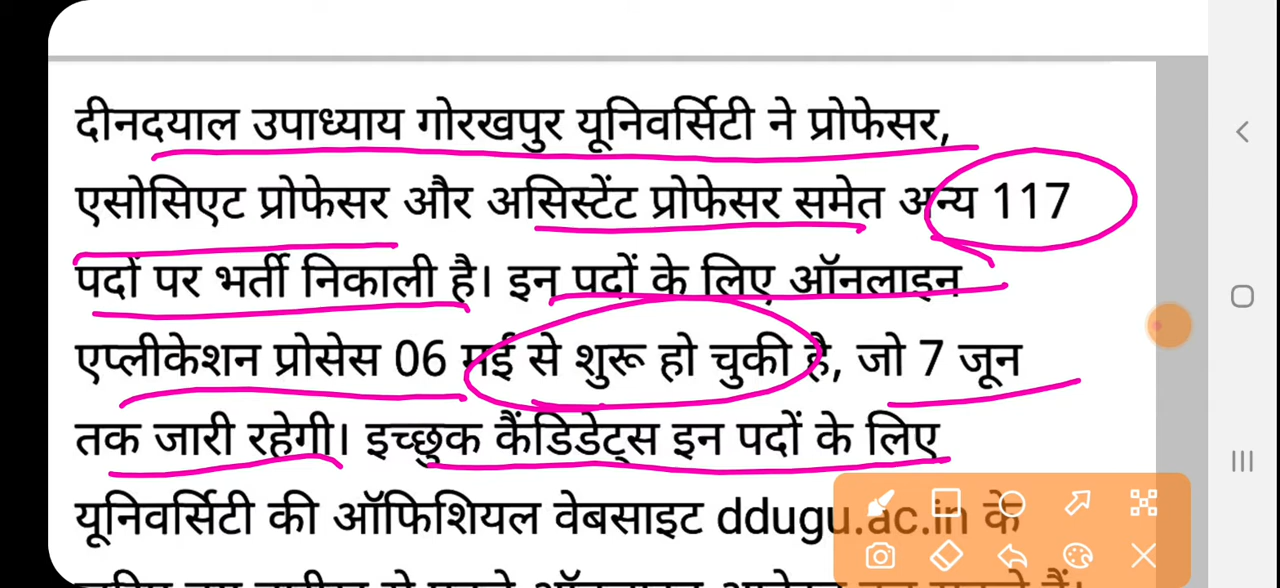 दीनदयाल उपाध्याय गोरखपुर यूनिवर्सिटी ने प्रोफेसर,
एसोसिएट प्रोफेसर और असिस्टेंट प्रोफेसर समेत अन्य 117
पदों पर भर्ती निकाली है। इन पदों के लिए ऑनलाइन
एप्लीकेशन प्रोसेस 06 मई से शुरू हो चुकी है, जो 7 जून
तक जारी रहेगी। इच्छुक कैंडिडेट्स इन पदों के लिए
यूनिवर्सिटी की ऑफिशियल वेबसाइट ddugu.ac.in के